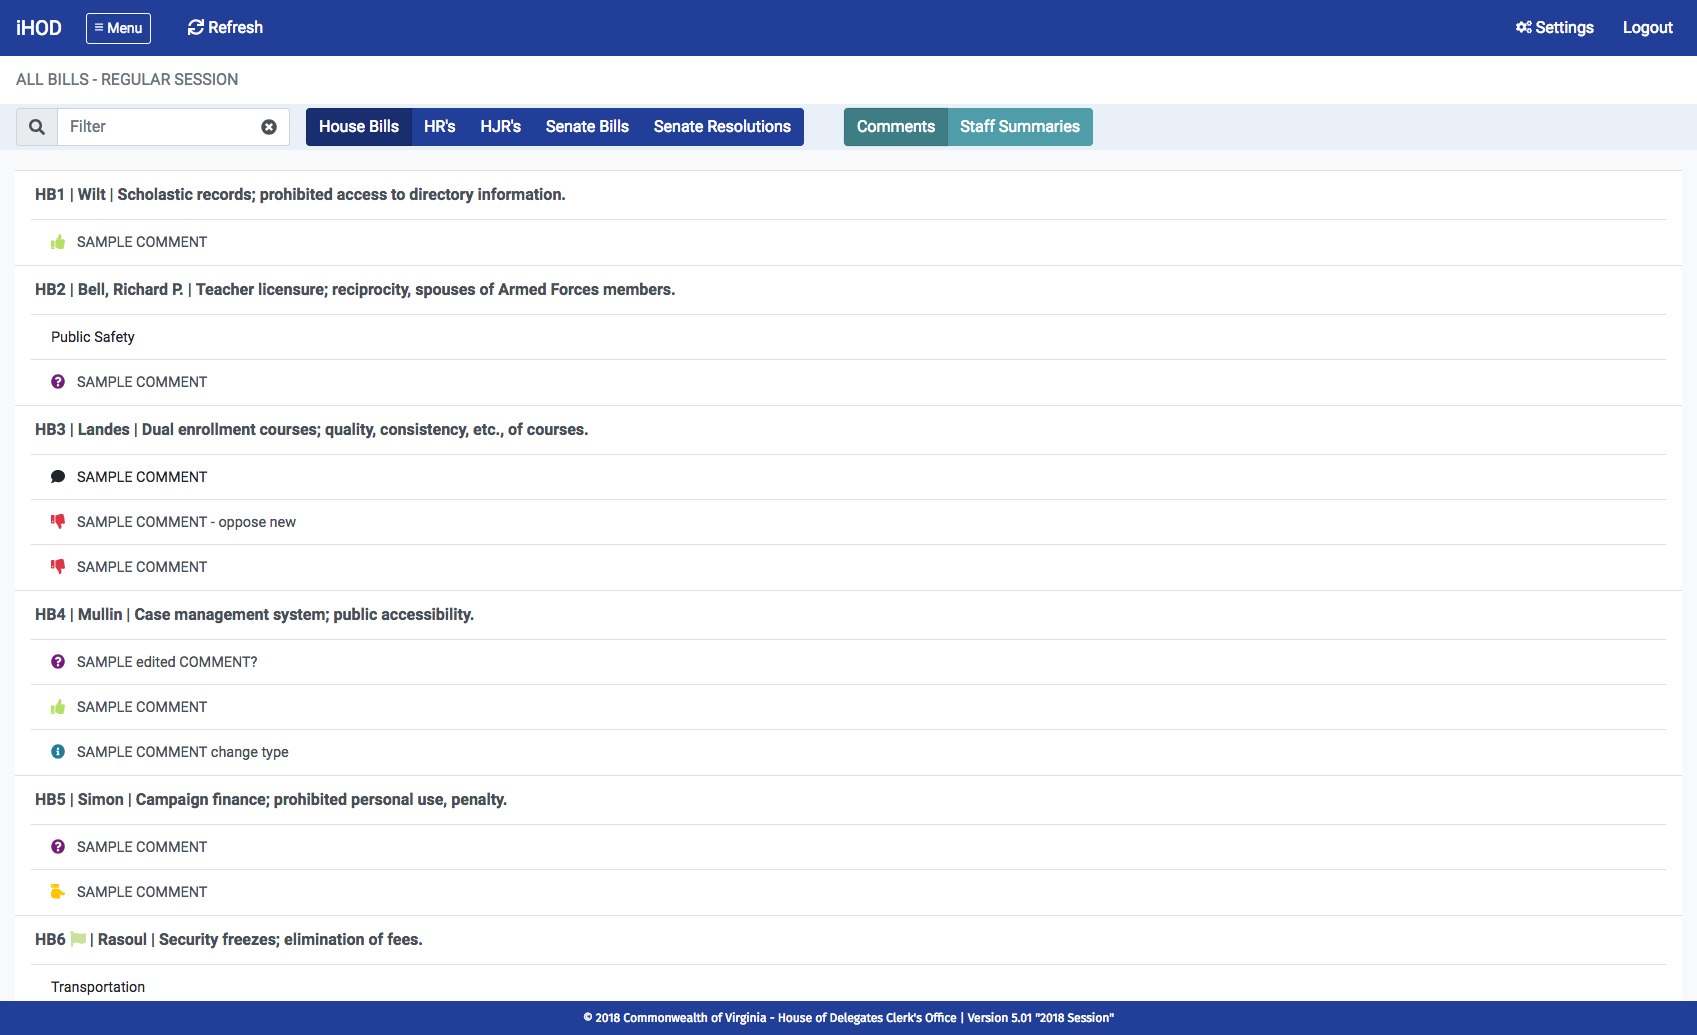 iHOD
Menu
Refresh
Settings
Logout
ALL BILLS - REGULAR SESSION
Filter
House Bills
HR's
HJR's
Senate Bills
Senate Resolutions
Comments
Staff Summaries
HB1 | Wilt | Scholastic records; prohibited access to directory information.
SAMPLE COMMENT
HB2 | Bell, Richard P. | Teacher licensure; reciprocity, spouses of Armed Forces members.
Public Safety
SAMPLE COMMENT
HB3 | Landes | Dual enrollment courses; quality, consistency, etc., of courses.
SAMPLE COMMENT
SAMPLE COMMENT - oppose new
SAMPLE COMMENT
HB4 | Mullin | Case management system; public accessibility.
SAMPLE edited COMMENT?
SAMPLE COMMENT
SAMPLE COMMENT change type
HB5 | Simon | Campaign finance; prohibited personal use, penalty.
SAMPLE COMMENT
SAMPLE COMMENT
HB6 | Rasoul | Security freezes; elimination of fees.
Transportation
© 2018 Commonwealth of Virginia - House of Delegates Clerk's Office | Version 5.01 "2018 Session"